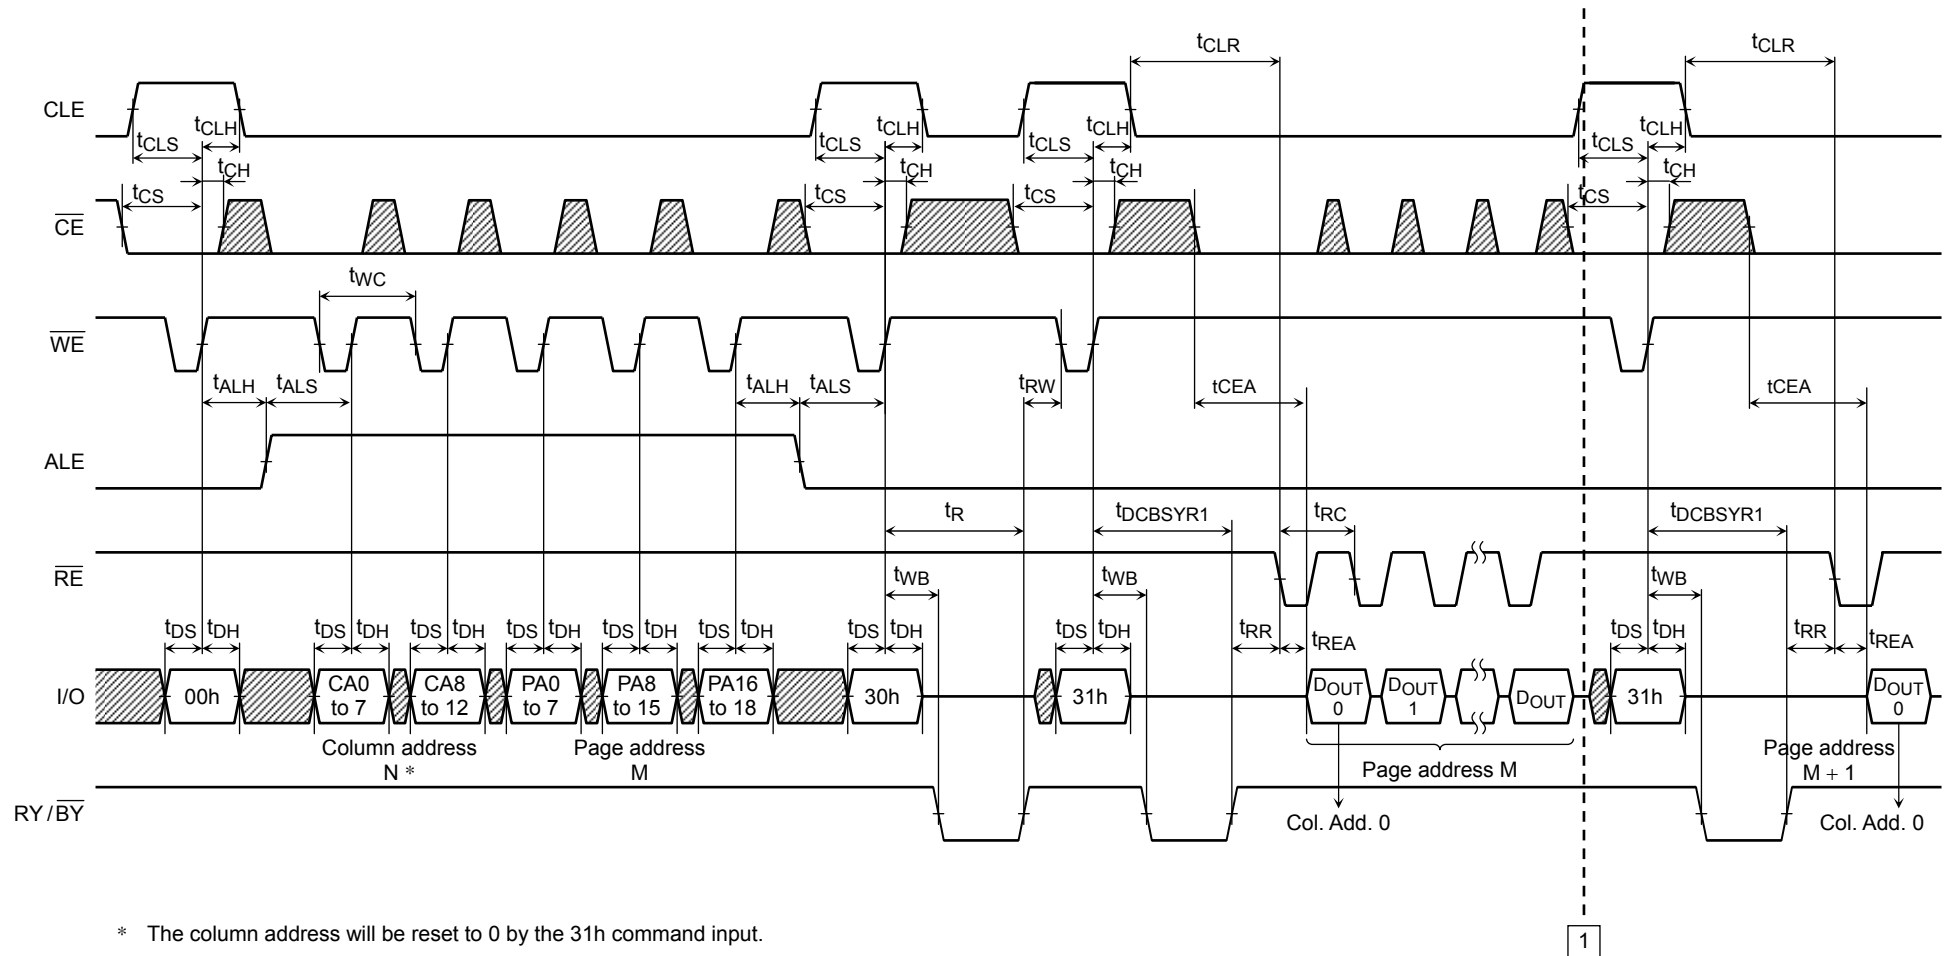 tCLR tCLR
CLE
tCLS tCLH tCLS tCLH tCLS tCLH tCLS tCLH
tCS tCH tCS tCH tCS tCH tCS tCH
CE
tWC
WE
tALH tALS tALH tALS tRW tCEA tCEA
ALE
tR tDCBSYR1 tRC tDCBSYR1
RE
tWB tWB tWB
tDS tDH tDS tDH tDS tDH tDS tDH tDS tDH tDS tDH tDS tDH tDS tDH tRR tREA tDS tDH tRR tREA
I/O 00h CA0 to 7 CA8 to 12 PA0 to 7 PA8 to 15 PA16 to 18 30h 31h DOUT 0 DOUT 1 DOUT 31h DOUT 0
Column address N * Page address M Page address M Page address M + 1
RY/BY
Col. Add. 0 Col. Add. 0
* The column address will be reset to 0 by the 31h command input.
1